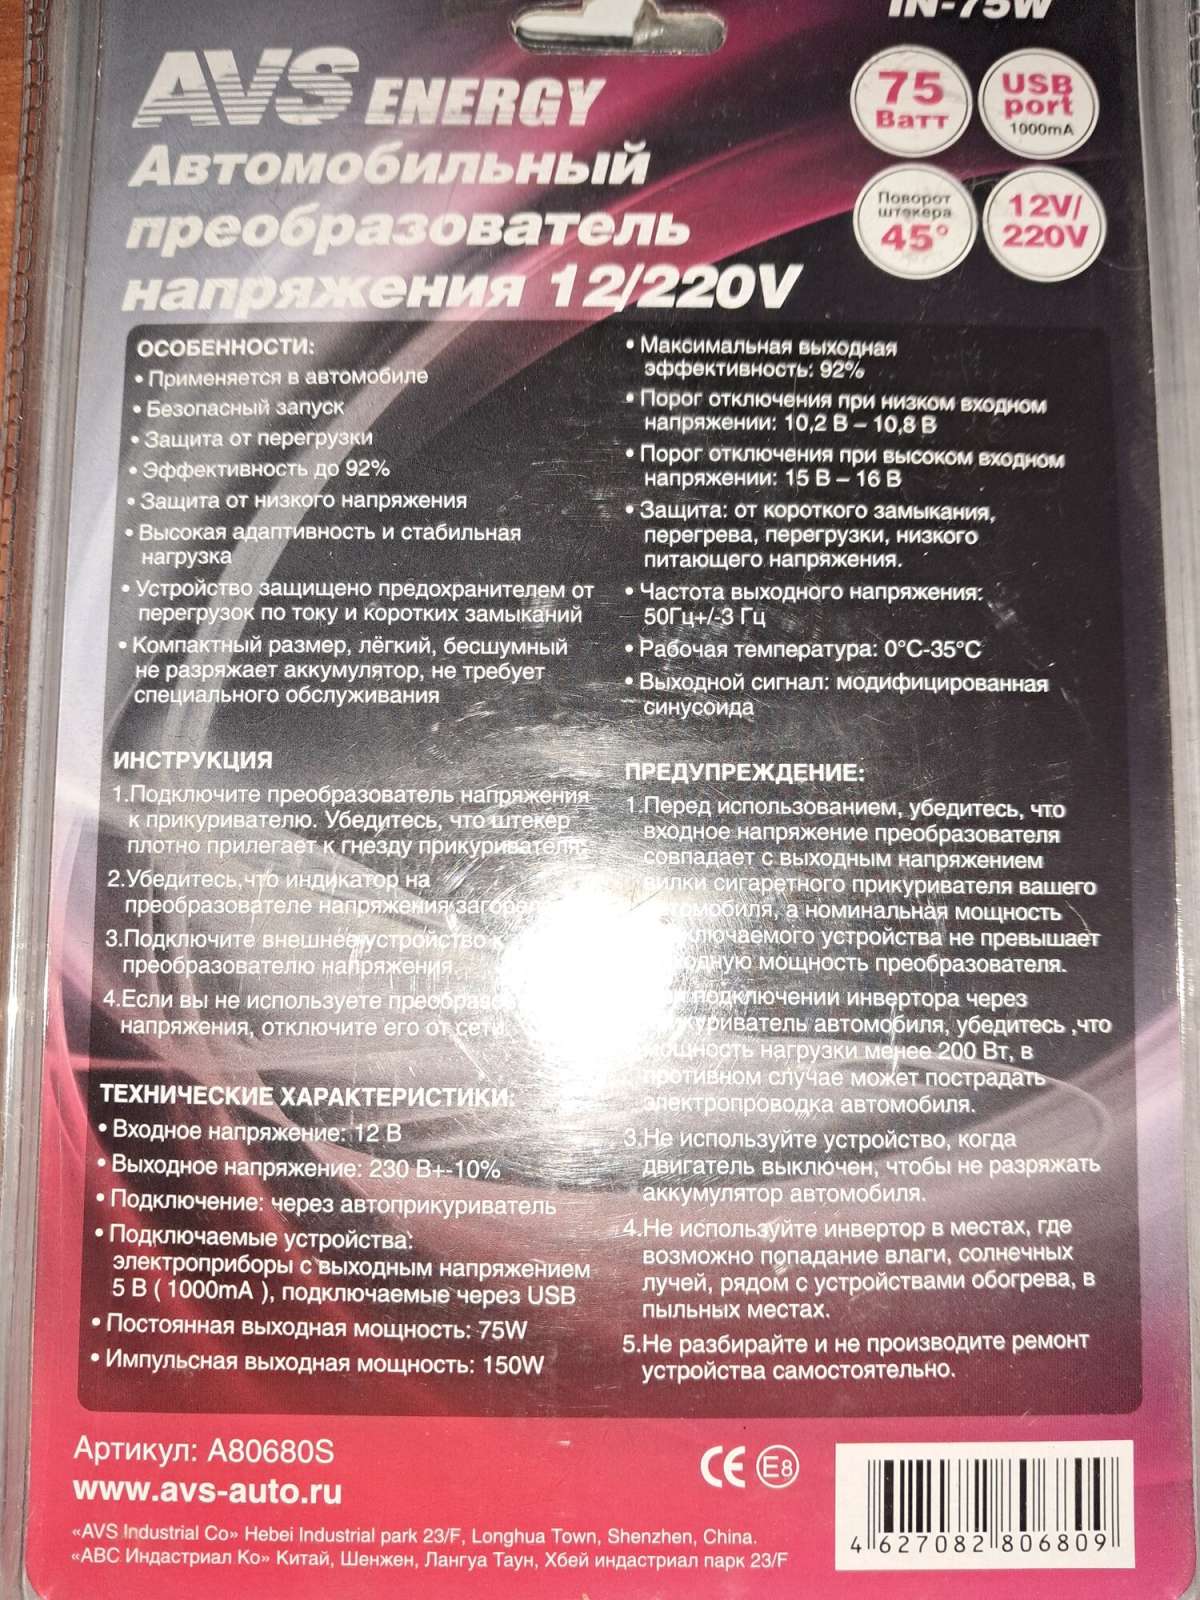 IN-75W
AVS ENERGY
Автомобильный
преобразователь
напряжения 12/220V
75
Ватт
USB
port
1000mA
Поворот
штекера
45°
12V/
220V
ОСОБЕННОСТИ:
• Применяется в автомобиле
• Безопасный запуск
• Защита от перегрузки
• Эффективность до 92%
• Защита от низкого напряжения
• Высокая адаптивность и стабильная
нагрузка
• Устройство защищено предохранителем от
перегрузок по току и коротких замыканий
• Компактный размер, лёгкий, бесшумный
не разряжает аккумулятор, не требует
специального обслуживания
ИНСТРУКЦИЯ
1.Подключите преобразователь напряжения
к прикуривателю. Убедитесь, что штекер
плотно прилегает к гнезду прикуривателя.
2.Убедитесь,что индикатор на
преобразователе напряжения
3.Подключите внешнее устройство к
преобразователю напряжения.
4.Если вы не используете
напряжения, отключите его от сети.
ТЕХНИЧЕСКИЕ ХАРАКТЕРИСТИКИ:
• Входное напряжение: 12 В
• Выходное напряжение: 230 В+-10%
• Подключение: через автоприкуриватель
• Подключаемые устройства:
электроприборы с выходным напряжением
5 В ( 1000mA ), подключаемые через USB
• Постоянная выходная мощность: 75W
• Импульсная выходная мощность: 150W
• Максимальная выходная
эффективность: 92%
• Порог отключения при низком входном
напряжении: 10,2 В – 10,8 В
• Порог отключения при высоком входном
напряжении: 15 В – 16 В
• Защита: от короткого замыкания,
перегрева, перегрузки, низкого
питающего напряжения.
• Частота выходного напряжения:
50Гц+/-3 Гц
• Рабочая температура: 0°C-35°C
• Выходной сигнал: модифицированная
синусоида
ПРЕДУПРЕЖДЕНИЕ:
1.Перед использованием, убедитесь, что
входное напряжение преобразователя
совпадает с выходным напряжением
вилки сигаретного прикуривателя вашего
автомобиля, а номинальная мощность
подключаемого устройства не превышает
выходную мощность преобразователя.
подключении инвертора через
прикуриватель автомобиля, убедитесь ,что
мощность нагрузки менее 200 Вт, в
противном случае может пострадать
электропроводка автомобиля.
3.Не используйте устройство, когда
двигатель выключен, чтобы не разряжать
аккумулятор автомобиля.
4.Не используйте инвертор в местах, где
возможно попадание влаги, солнечных
лучей, рядом с устройствами обогрева, в
пыльных местах.
5.Не разбирайте и не производите ремонт
устройства самостоятельно.
Артикул: A80680S
www.avs-auto.ru
«AVS Industrial Co» Hebei Industrial park 23/F, Longhua Town, Shenzhen, China.
«АВС Индастриал Ко» Китай, Шенжен, Лангуа Таун, Хбей индастриал парк 23/F
CE E8
4 627082 806809